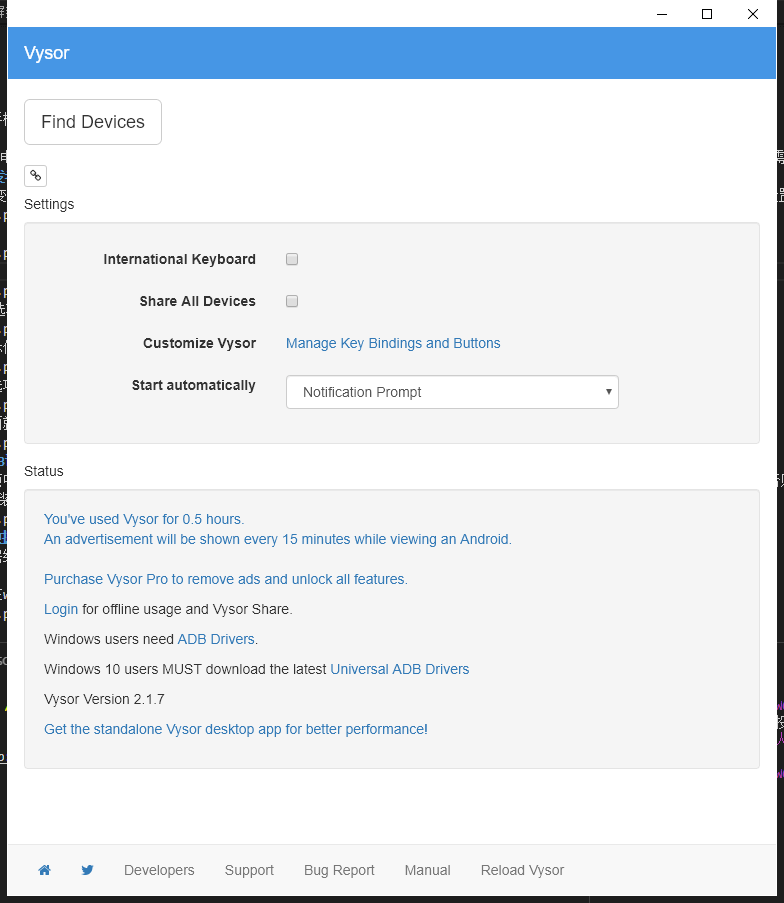 Vysor
Find Devices
Settings
International Keyboard
Share All Devices
Customize Vysor Manage Key Bindings and Buttons
Start automatically Notification Prompt
Status
You've used Vysor for 0.5 hours.
An advertisement will be shown every 15 minutes while viewing an Android.
Purchase Vysor Pro to remove ads and unlock all features.
Login for offline usage and Vysor Share.
Windows users need ADB Drivers.
Windows 10 users MUST download the latest Universal ADB Drivers
Vysor Version 2.1.7
Get the standalone Vysor desktop app for better performance!
Developers Support Bug Report Manual Reload Vysor